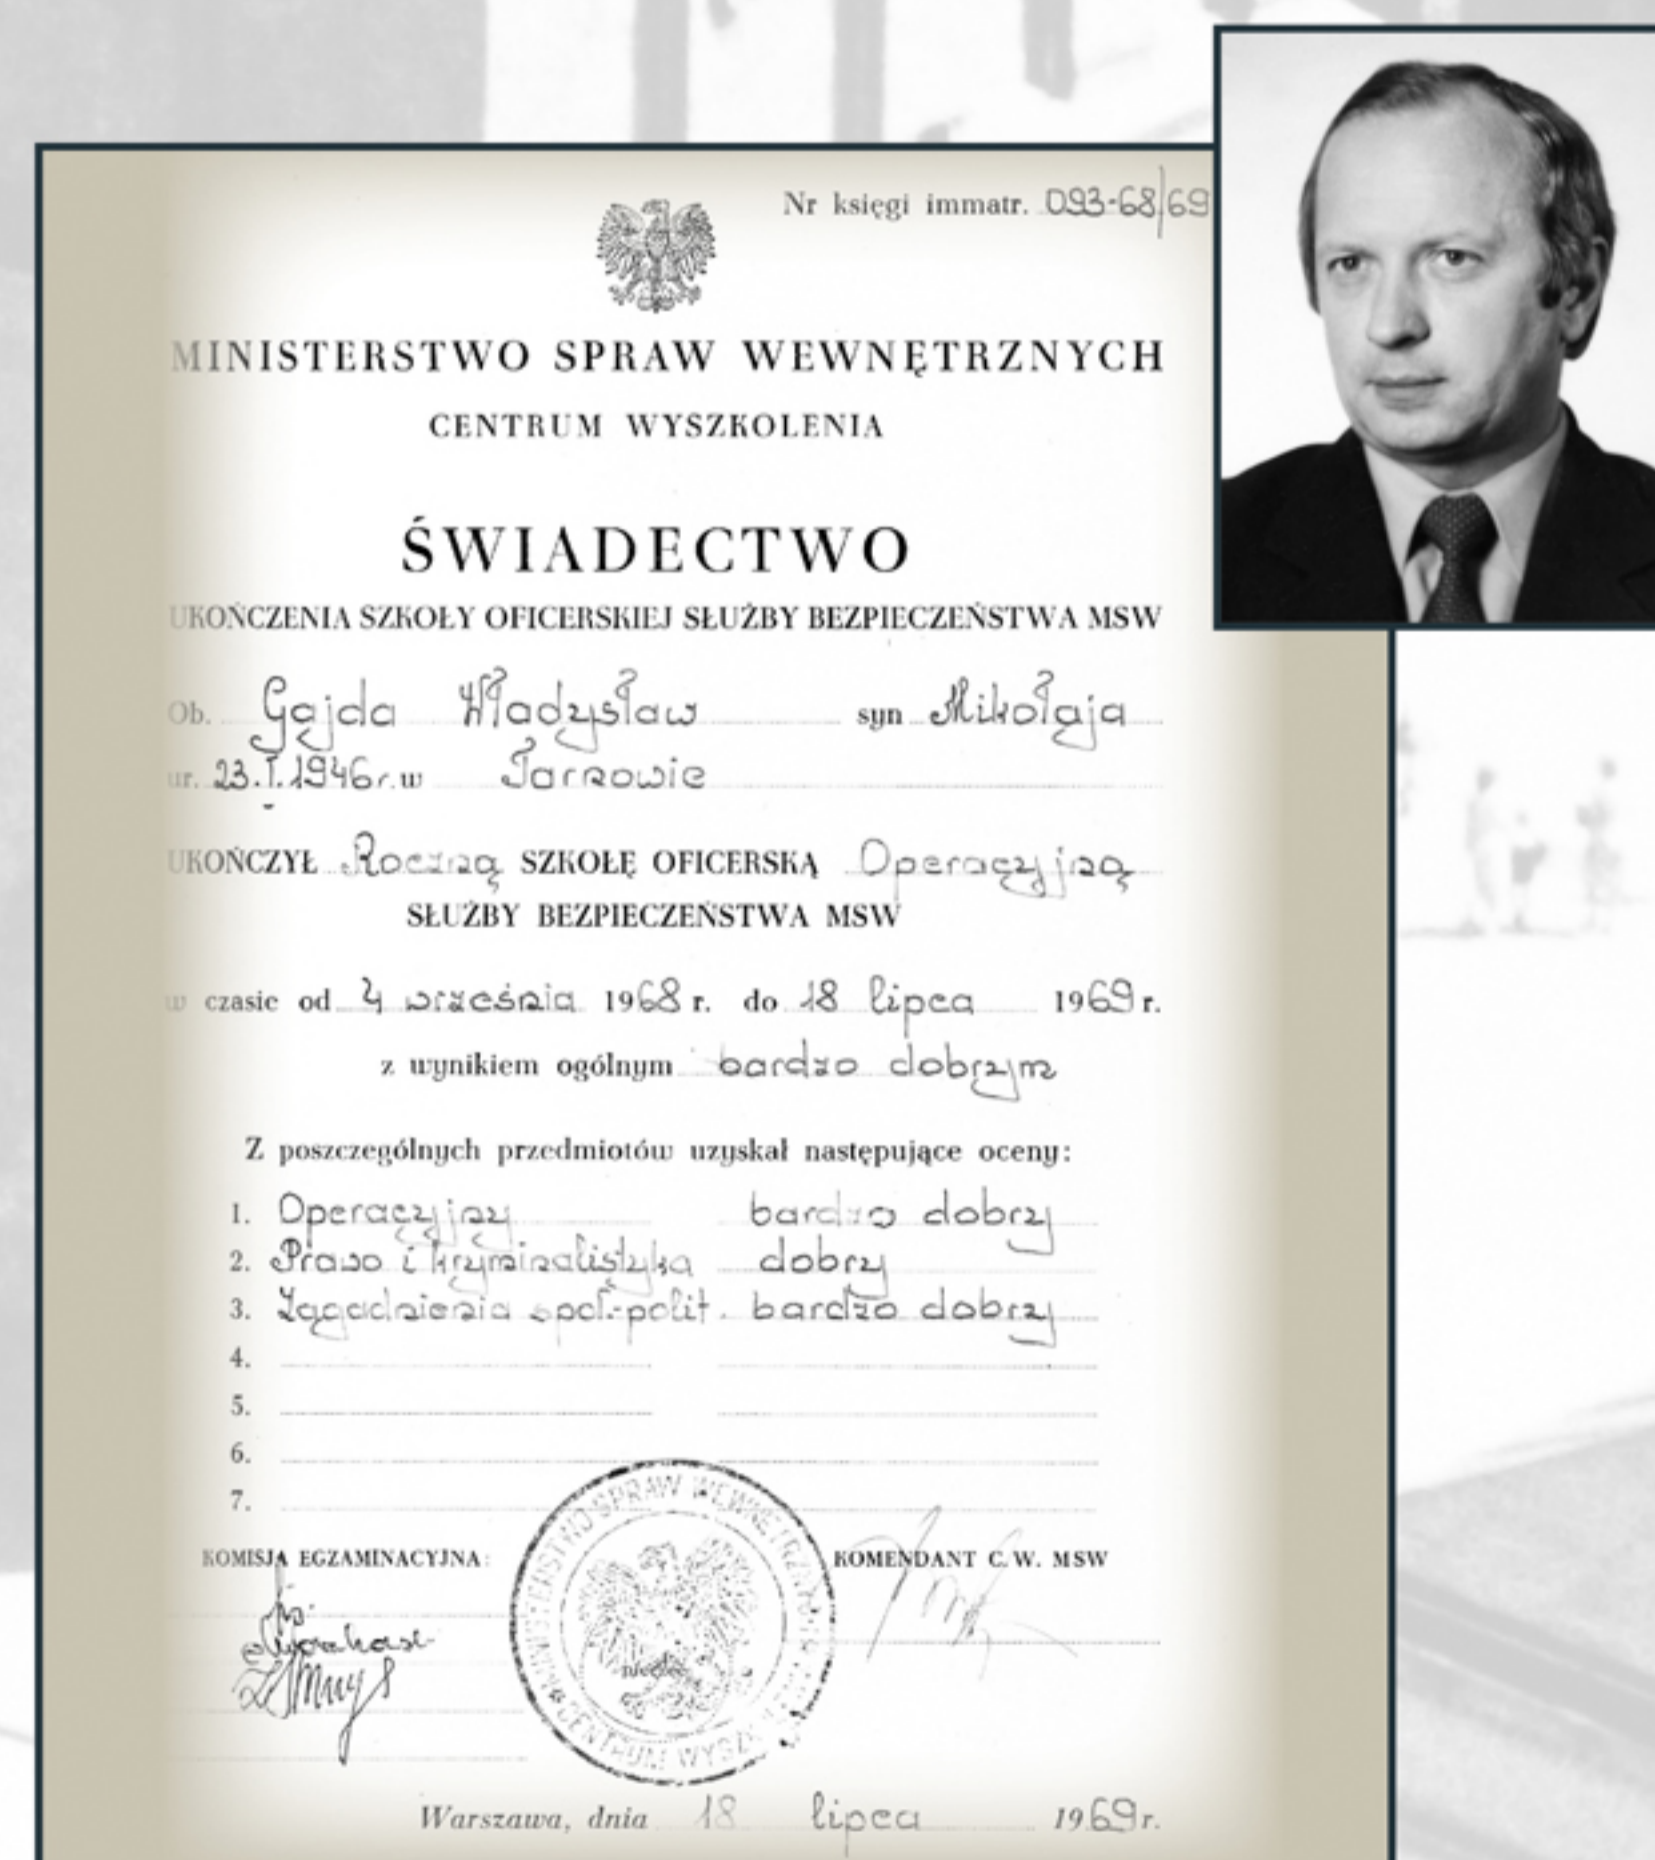 Nr księgi immatr. 093-68/69
MINISTERSTWO SPRAW WEWNĘTRZNYCH
CENTRUM WYSZKOLENIA
ŚWIADECTWO
UKOŃCZENIA SZKOŁY OFICERSKIEJ SŁUŻBY BEZPIECZEŃSTWA MSW
Ob. Gajda Władysław syn Mikołaja
ur. 23.I.1946r. w Tarnowie
UKOŃCZYŁ Roczną SZKOŁĘ OFICERSKĄ Operacyjną
SŁUŻBY BEZPIECZEŃSTWA MSW
w czasie od 4 września 1968 r. do 18 lipca 1969 r.
z wynikiem ogólnym bardzo dobrym
Z poszczególnych przedmiotów uzyskał następujące oceny:
1. Operacyjny bardzo dobry
2. Prawo i kryminalistyka dobry
3. Zagadnienia społ.-polit. bardzo dobry
4.
5.
6.
7.
KOMISJA EGZAMINACYJNA: KOMENDANT C. W. MSW
MINISTERSTWO SPRAW WEWNĘTRZNYCH
CENTRUM
Warszawa, dnia 18 lipca 1969 r.